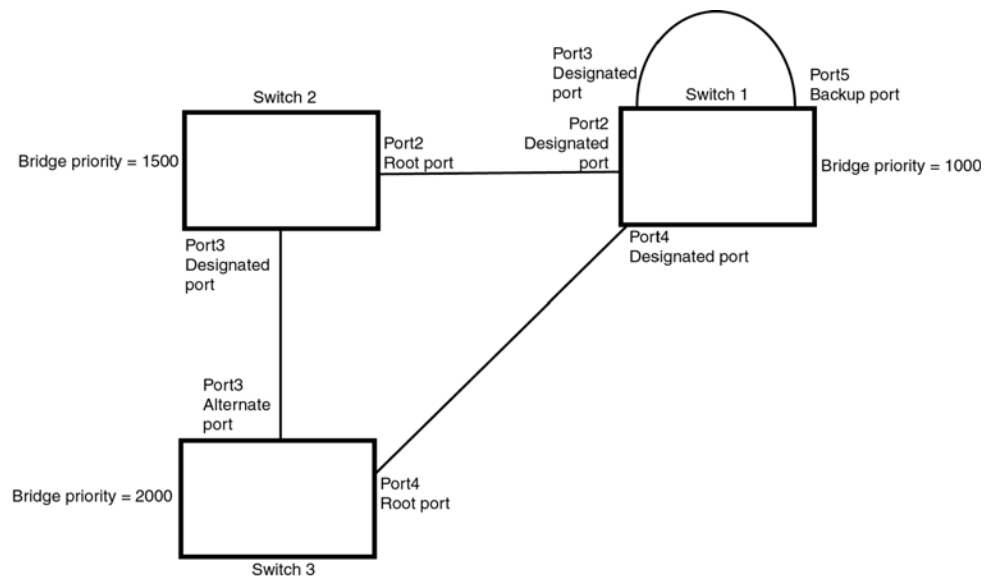 Port3
Designated
port
Port5
Backup port
Switch 2
Switch 1
Bridge priority = 1500
Port2
Root port
Port2
Designated
port
Bridge priority = 1000
Port3
Designated
port
Port4
Designated port
Port3
Alternate
port
Bridge priority = 2000
Port4
Root port
Switch 3